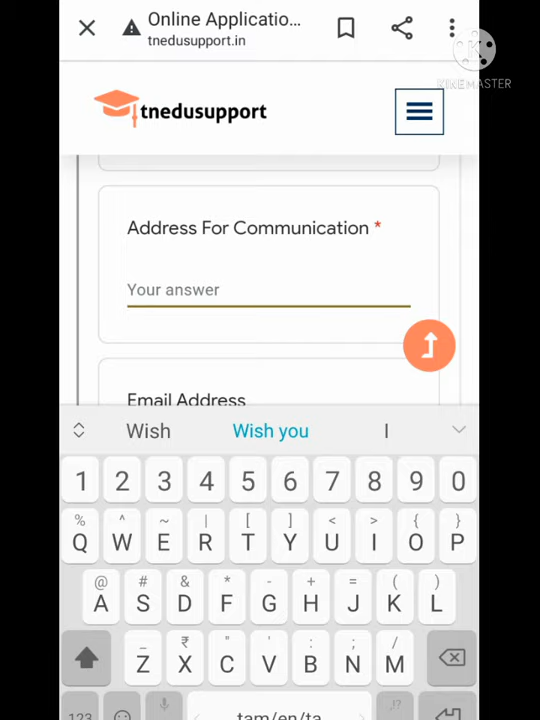 Online Applicatio...
tnedusupport.in
KINEMASTER
tnedusupport
Address For Communication *
Your answer
Email Address
Wish Wish you I
1 2 3 4 5 6 7 8 9 0
% ^ ~ | [ ] < > { }
Q W E R T Y U I O P
@ # & * - + = ( )
A S D F G H J K L
_ ₹ " ' : ; /
Z X C V B N M
!?
123 tam/en/ta